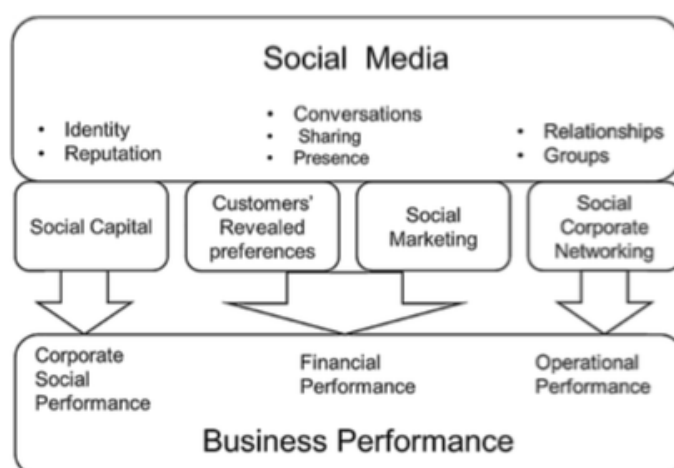 Social Media
• Identity
• Reputation
• Conversations
• Sharing
• Presence
• Relationships
• Groups
Social Capital
Customers'
Revealed
preferences
Social
Marketing
Social
Corporate
Networking
Corporate
Social
Performance
Financial
Performance
Operational
Performance
Business Performance